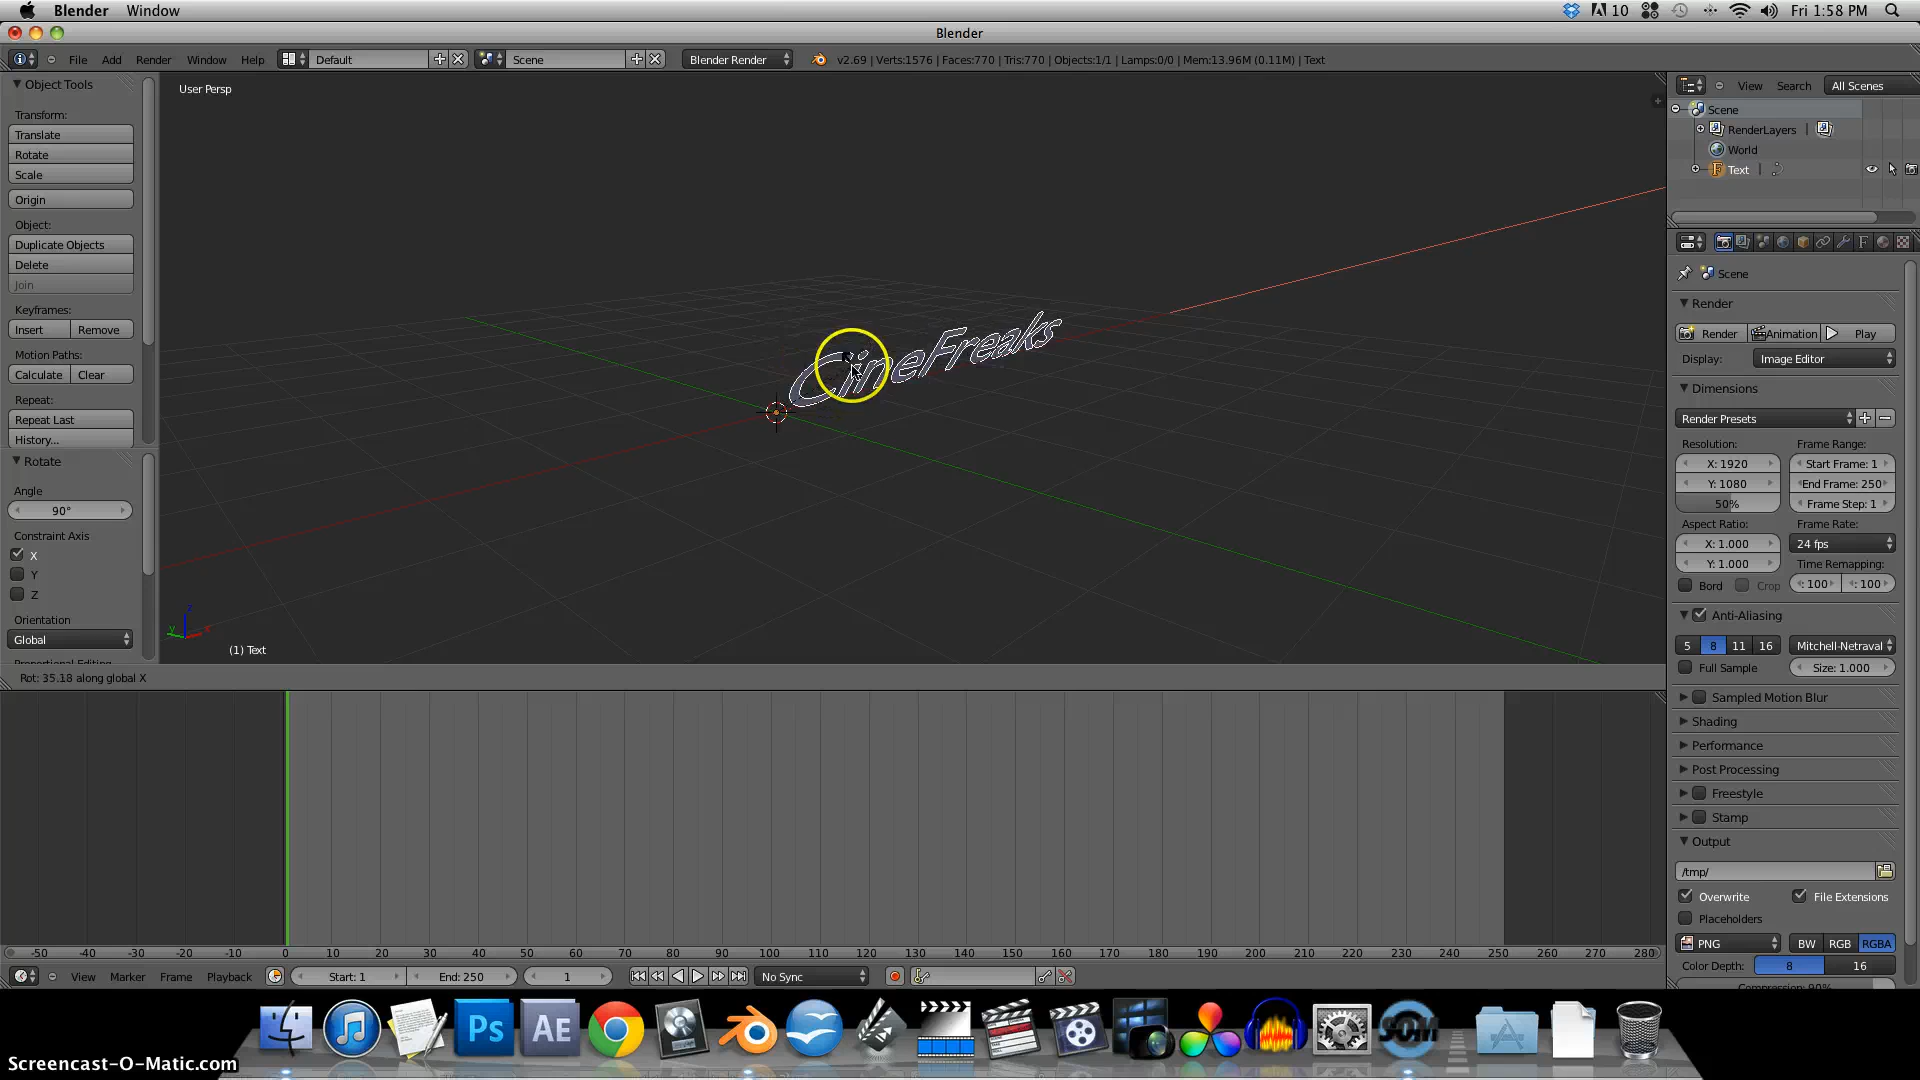 Blender Window
10 Fri 1:58 PM
Blender
File Add Render Window Help Default Scene Blender Render v2.69 | Verts:1576 | Faces:770 | Tris:770 | Objects:1/1 | Lamps:0/0 | Mem:13.96M (0.11M) | Text
Object Tools
Transform:
Translate
Rotate
Scale
Origin
Object:
Duplicate Objects
Delete
Join
Keyframes:
Insert Remove
Motion Paths:
Calculate Clear
Repeat:
Repeat Last
History...
Rotate
Angle
90°
Constraint Axis
X
Y
Z
Orientation
Global
User Persp
CineFreaks
z
y x
(1) Text
Rot: 35.18 along global X
View Search All Scenes
Scene
RenderLayers |
World
Text |
Scene
Render
Render Animation Play
Display: Image Editor
Dimensions
Render Presets
Resolution: Frame Range:
X: 1920 Start Frame: 1
Y: 1080 End Frame: 250
50% Frame Step: 1
Aspect Ratio: Frame Rate:
X: 1.000 24 fps
Y: 1.000 Time Remapping:
Bord Crop : 100 : 100
Anti-Aliasing
5 8 11 16 Mitchell-Netraval
Full Sample Size: 1.000
Sampled Motion Blur
Shading
Performance
Post Processing
Freestyle
Stamp
Output
/tmp/
Overwrite File Extensions
Placeholders
PNG BW RGB RGBA
Color Depth: 8 16
Compression: 90%
-50 -40 -30 -20 -10 0 10 20 30 40 50 60 70 80 90 100 110 120 130 140 150 160 170 180 190 200 210 220 230 240 250 260 270 280
View Marker Frame Playback Start: 1 End: 250 1 No Sync
Ps AE SOM
Screencast-O-Matic.com